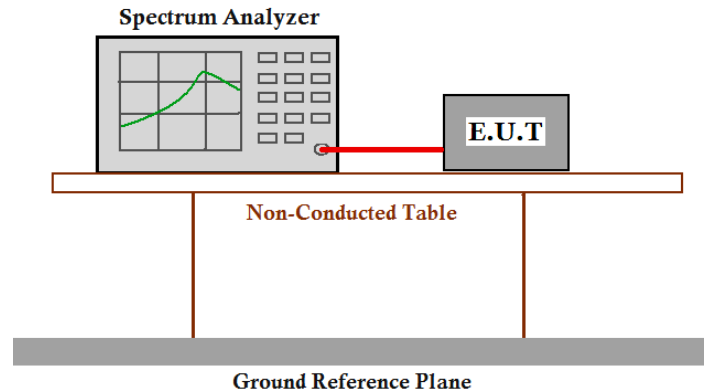 Spectrum Analyzer
E.U.T
Non-Conducted Table
Ground Reference Plane